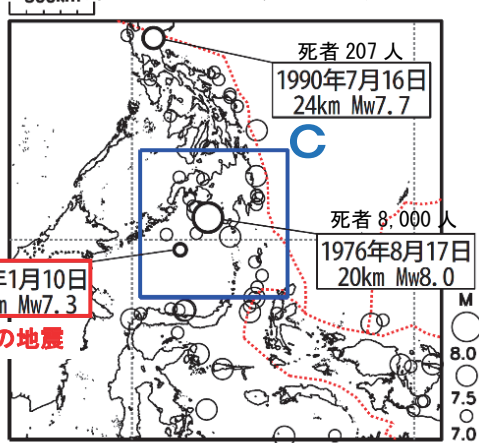 死者 207 人
1990年7月16日
24km Mw7.7
C
死者 8,000 人
1976年8月17日
20km Mw8.0
年1月10日
Mw7.3
の地震
M
8.0
7.5
7.0